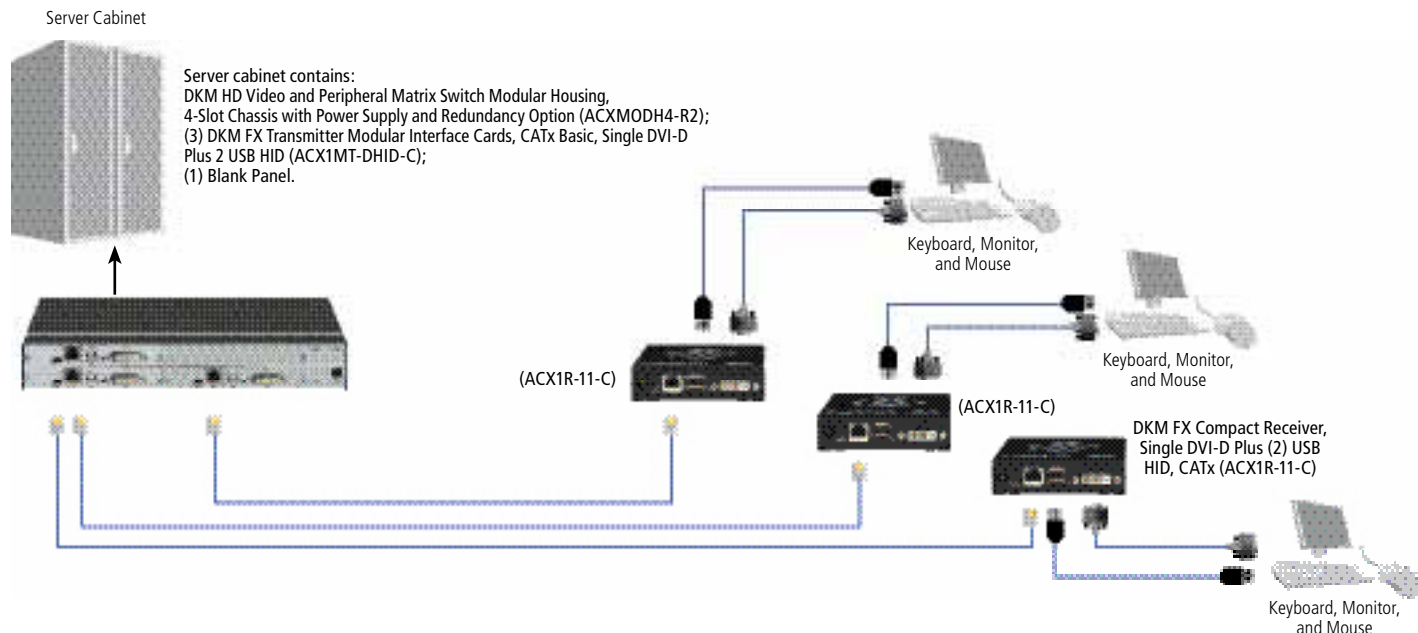 Server Cabinet
Server cabinet contains:
DKM HD Video and Peripheral Matrix Switch Modular Housing,
4-Slot Chassis with Power Supply and Redundancy Option (ACXMODH4-R2);
(3) DKM FX Transmitter Modular Interface Cards, CATx Basic, Single DVI-D
Plus 2 USB HID (ACX1MT-DHID-C);
(1) Blank Panel.
Keyboard, Monitor,
and Mouse
Keyboard, Monitor,
and Mouse
(ACX1R-11-C)
(ACX1R-11-C)
DKM FX Compact Receiver,
Single DVI-D Plus (2) USB
HID, CATx (ACX1R-11-C)
Keyboard, Monitor,
and Mouse